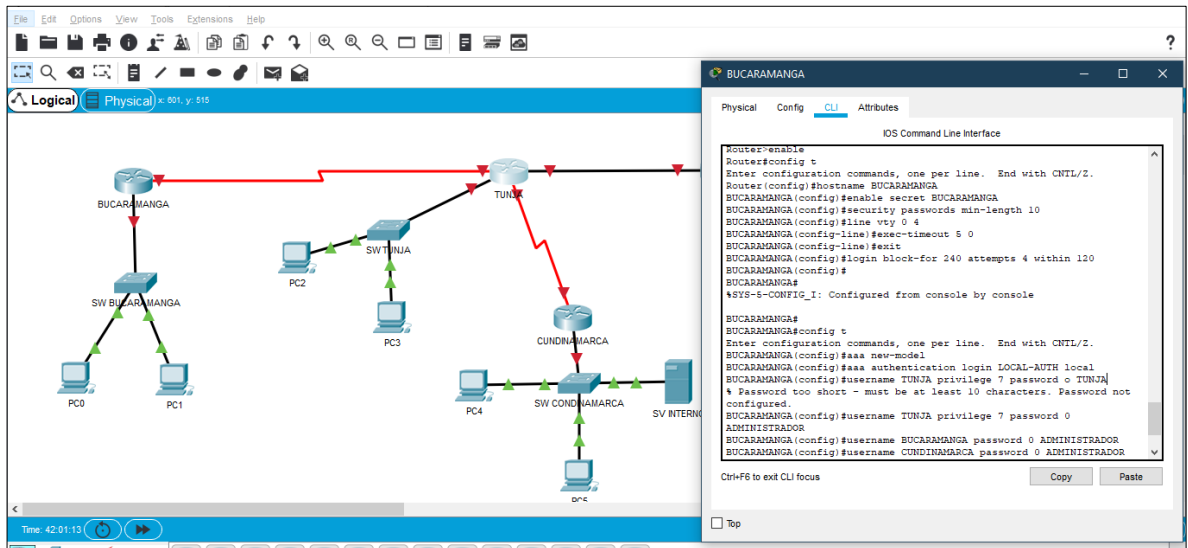 File Edit Options View Tools Extensions Help
?
Logical Physical x: 601, y: 515
BUCARAMANGA
TUNJA
SW TUNJA
PC2
SW BUCARAMANGA
PC3
CUNDINAMARCA
PC0
PC1
PC4
SW CONDINAMARCA
SV INTERNO
PC5
Time: 42:01:13
BUCARAMANGA
Physical Config CLI Attributes
IOS Command Line Interface
Router>enable
Router#config t
Enter configuration commands, one per line. End with CNTL/Z.
Router(config)#hostname BUCARAMANGA
BUCARAMANGA(config)#enable secret BUCARAMANGA
BUCARAMANGA(config)#security passwords min-length 10
BUCARAMANGA(config)#line vty 0 4
BUCARAMANGA(config-line)#exec-timeout 5 0
BUCARAMANGA(config-line)#exit
BUCARAMANGA(config)#login block-for 240 attempts 4 within 120
BUCARAMANGA(config)#
BUCARAMANGA#
%SYS-5-CONFIG_I: Configured from console by console
BUCARAMANGA#
BUCARAMANGA#config t
Enter configuration commands, one per line. End with CNTL/Z.
BUCARAMANGA(config)#aaa new-model
BUCARAMANGA(config)#aaa authentication login LOCAL-AUTH local
BUCARAMANGA(config)#username TUNJA privilege 7 password o TUNJA
% Password too short - must be at least 10 characters. Password not
configured.
BUCARAMANGA(config)#username TUNJA privilege 7 password 0
ADMINISTRADOR
BUCARAMANGA(config)#username BUCARAMANGA password 0 ADMINISTRADOR
BUCARAMANGA(config)#username CUNDINAMARCA password 0 ADMINISTRADOR
Ctrl+F6 to exit CLI focus
Copy Paste
Top